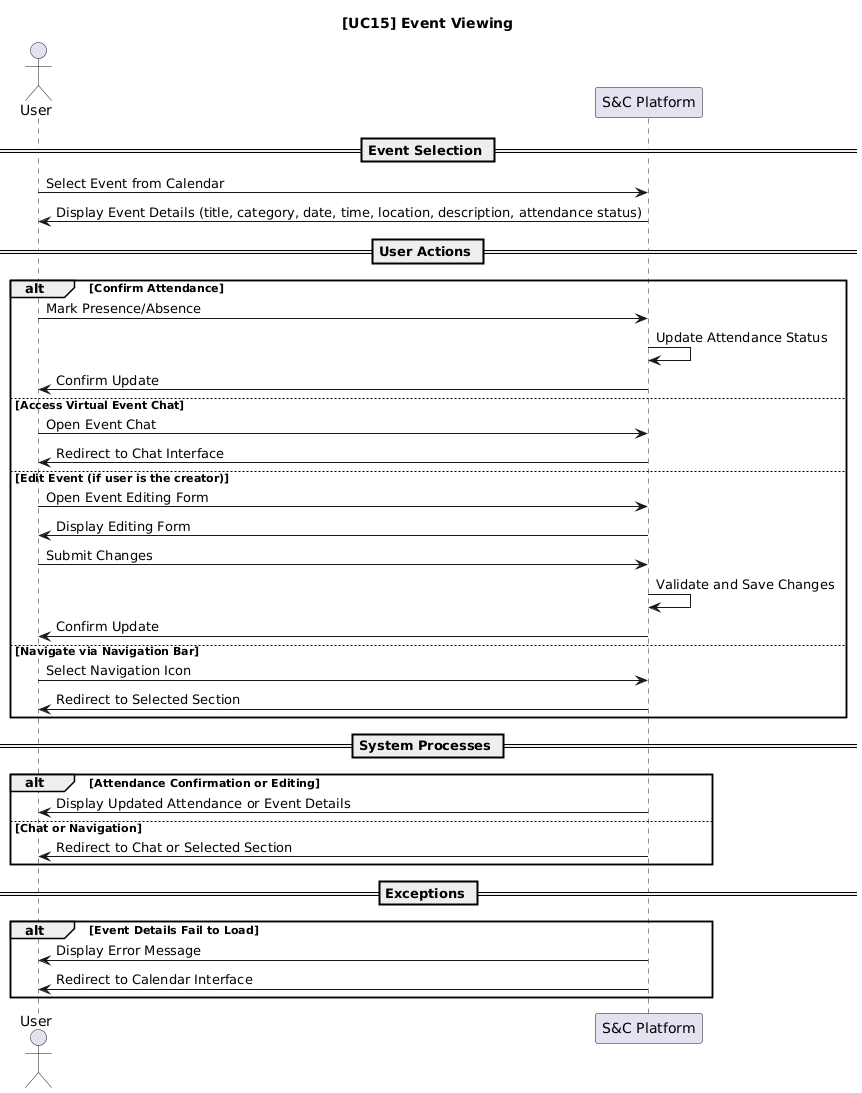 [UC15] Event Viewing
User
S&C Platform
Event Selection
Select Event from Calendar
Display Event Details (title, category, date, time, location, description, attendance status)
User Actions
alt [Confirm Attendance]
Mark Presence/Absence
Update Attendance Status
Confirm Update
[Access Virtual Event Chat]
Open Event Chat
Redirect to Chat Interface
[Edit Event (if user is the creator)]
Open Event Editing Form
Display Editing Form
Submit Changes
Validate and Save Changes
Confirm Update
[Navigate via Navigation Bar]
Select Navigation Icon
Redirect to Selected Section
System Processes
alt [Attendance Confirmation or Editing]
Display Updated Attendance or Event Details
[Chat or Navigation]
Redirect to Chat or Selected Section
Exceptions
alt [Event Details Fail to Load]
Display Error Message
Redirect to Calendar Interface
User
S&C Platform